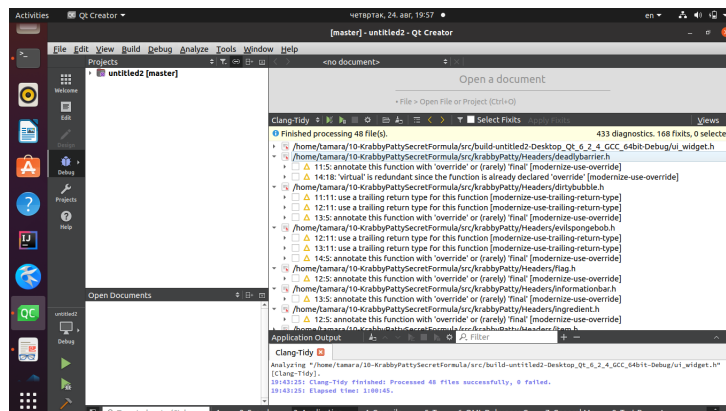 Activities Qt Creator четвртак, 24. авг, 19:57 en
[master] - untitled2 - Qt Creator
File Edit View Build Debug Analyze Tools Window Help
Projects <no document>
untitled2 [master]
Open a document
• File > Open File or Project (Ctrl+O)
Welcome
Edit
Design
Debug
Projects
Help
Clang-Tidy Select Fixits Apply Fixits Views
Finished processing 48 file(s). 433 diagnostics. 168 fixits, 0 selected
/home/tamara/10-KrabbyPattySecretFormula/src/build-untitled2-Desktop_Qt_6_2_4_GCC_64bit-Debug/ui_widget.h
/home/tamara/10-KrabbyPattySecretFormula/src/krabbyPatty/Headers/deadlybarrier.h
11:5: annotate this function with 'override' or (rarely) 'final' [modernize-use-override]
14:18: 'virtual' is redundant since the function is already declared 'override' [modernize-use-override]
/home/tamara/10-KrabbyPattySecretFormula/src/krabbyPatty/Headers/dirtybubble.h
11:11: use a trailing return type for this function [modernize-use-trailing-return-type]
12:11: use a trailing return type for this function [modernize-use-trailing-return-type]
13:5: annotate this function with 'override' or (rarely) 'final' [modernize-use-override]
/home/tamara/10-KrabbyPattySecretFormula/src/krabbyPatty/Headers/evilspongebob.h
12:11: use a trailing return type for this function [modernize-use-trailing-return-type]
13:11: use a trailing return type for this function [modernize-use-trailing-return-type]
14:5: annotate this function with 'override' or (rarely) 'final' [modernize-use-override]
/home/tamara/10-KrabbyPattySecretFormula/src/krabbyPatty/Headers/flag.h
12:5: annotate this function with 'override' or (rarely) 'final' [modernize-use-override]
/home/tamara/10-KrabbyPattySecretFormula/src/krabbyPatty/Headers/informationbar.h
13:5: annotate this function with 'override' or (rarely) 'final' [modernize-use-override]
/home/tamara/10-KrabbyPattySecretFormula/src/krabbyPatty/Headers/ingredient.h
12:5: annotate this function with 'override' or (rarely) 'final' [modernize-use-override]
/home/tamara/10-KrabbyPattySecretFormula/src/krabbyPatty/Headers/item.h
Open Documents
untitled2
Debug
Application Output Filter
Clang-Tidy
Analyzing "/home/tamara/10-KrabbyPattySecretFormula/src/build-untitled2-Desktop_Qt_6_2_4_GCC_64bit-Debug/ui_widget.h"
[Clang-Tidy].
19:43:25: Clang-Tidy finished: Processed 48 files successfully, 0 failed.
19:43:25: Elapsed time: 1:00:45.